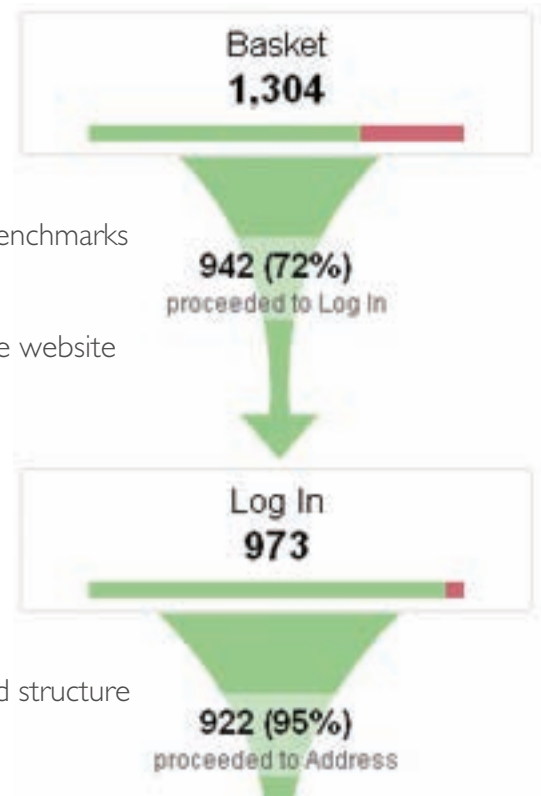 Basket
1,304
enchmarks
942 (72%)
proceeded to Log In
e website
Log In
973
d structure
922 (95%)
proceeded to Address